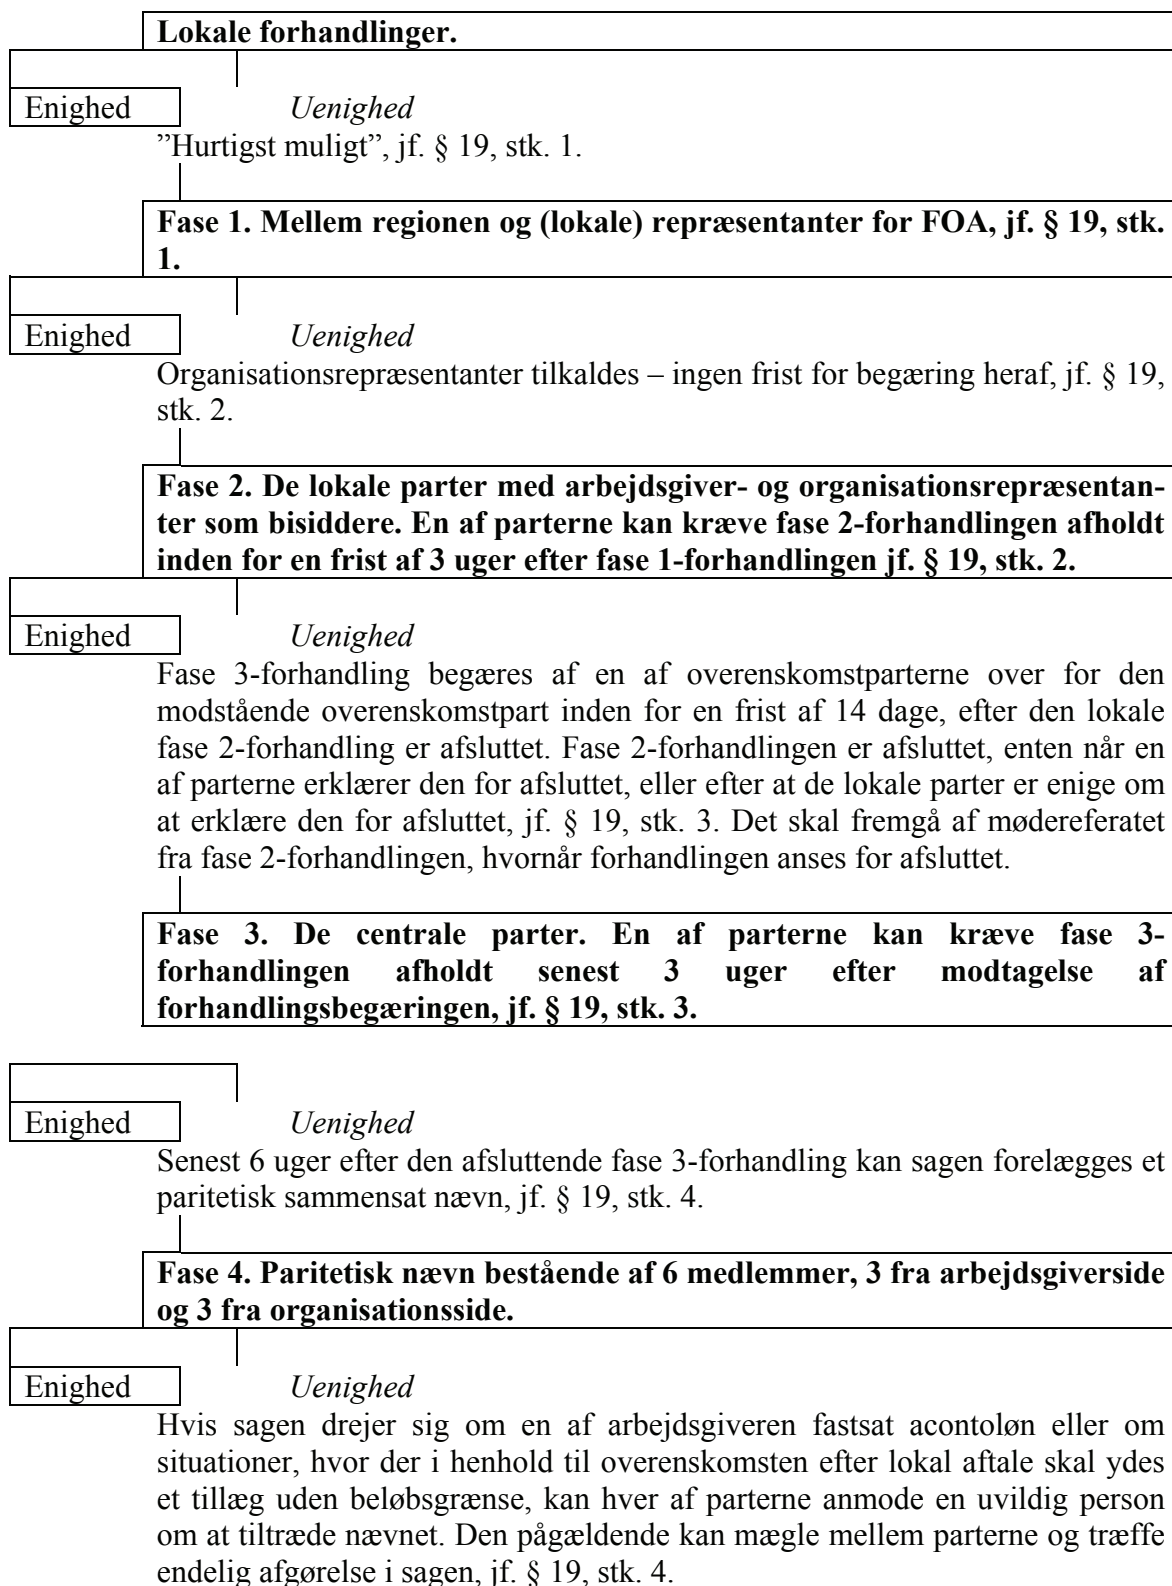 Lokale forhandlinger.
Enighed Uenighed
”Hurtigst muligt”, jf. § 19, stk. 1.
Fase 1. Mellem regionen og (lokale) repræsentanter for FOA, jf. § 19, stk.
1.
Enighed Uenighed
Organisationsrepræsentanter tilkaldes – ingen frist for begæring heraf, jf. § 19,
stk. 2.
Fase 2. De lokale parter med arbejdsgiver- og organisationsrepræsentan-
ter som bisiddere. En af parterne kan kræve fase 2-forhandlingen afholdt
inden for en frist af 3 uger efter fase 1-forhandlingen jf. § 19, stk. 2.
Enighed Uenighed
Fase 3-forhandling begæres af en af overenskomstparterne over for den
modstående overenskomstpart inden for en frist af 14 dage, efter den lokale
fase 2-forhandling er afsluttet. Fase 2-forhandlingen er afsluttet, enten når en
af parterne erklærer den for afsluttet, eller efter at de lokale parter er enige om
at erklære den for afsluttet, jf. § 19, stk. 3. Det skal fremgå af mødereferatet
fra fase 2-forhandlingen, hvornår forhandlingen anses for afsluttet.
Fase 3. De centrale parter. En af parterne kan kræve fase 3-
forhandlingen afholdt senest 3 uger efter modtagelse af
forhandlingsbegæringen, jf. § 19, stk. 3.
Enighed Uenighed
Senest 6 uger efter den afsluttende fase 3-forhandling kan sagen forelægges et
paritetisk sammensat nævn, jf. § 19, stk. 4.
Fase 4. Paritetisk nævn bestående af 6 medlemmer, 3 fra arbejdsgiverside
og 3 fra organisationsside.
Enighed Uenighed
Hvis sagen drejer sig om en af arbejdsgiveren fastsat acontoløn eller om
situationer, hvor der i henhold til overenskomsten efter lokal aftale skal ydes
et tillæg uden beløbsgrænse, kan hver af parterne anmode en uvildig person
om at tiltræde nævnet. Den pågældende kan mægle mellem parterne og træffe
endelig afgørelse i sagen, jf. § 19, stk. 4.